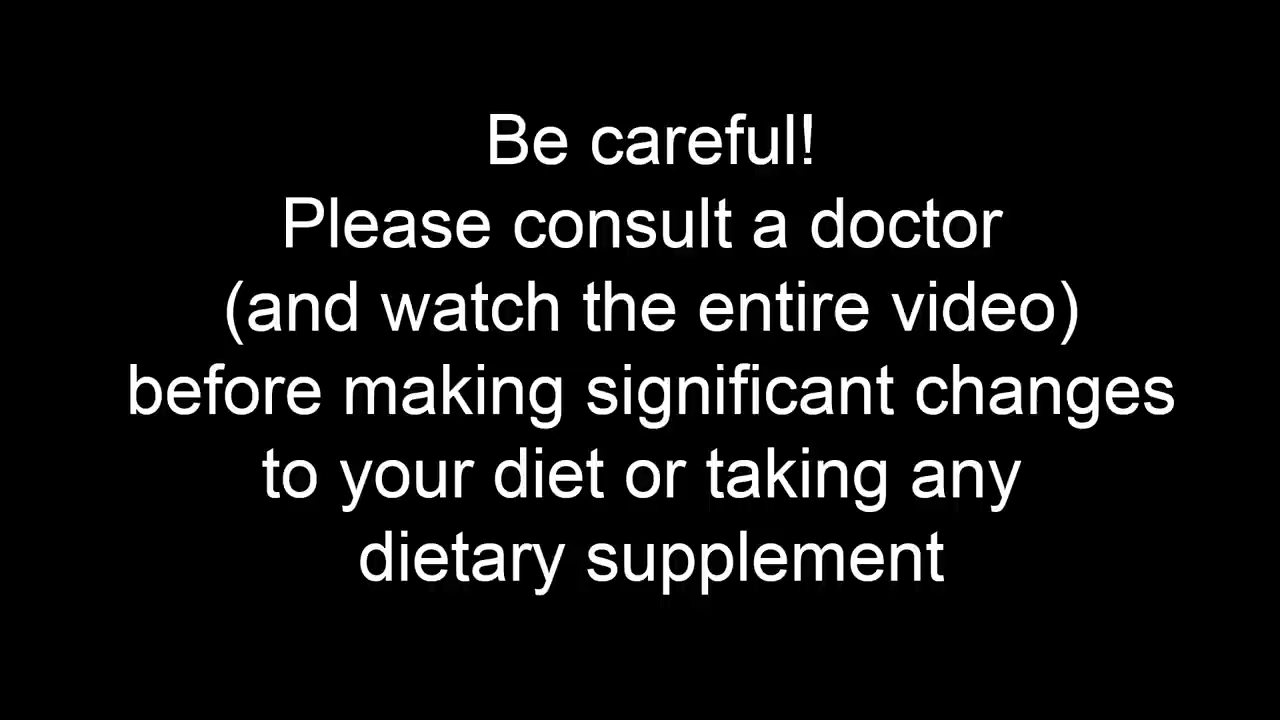 Be careful!
Please consult a doctor
(and watch the entire video)
before making significant changes
to your diet or taking any
dietary supplement